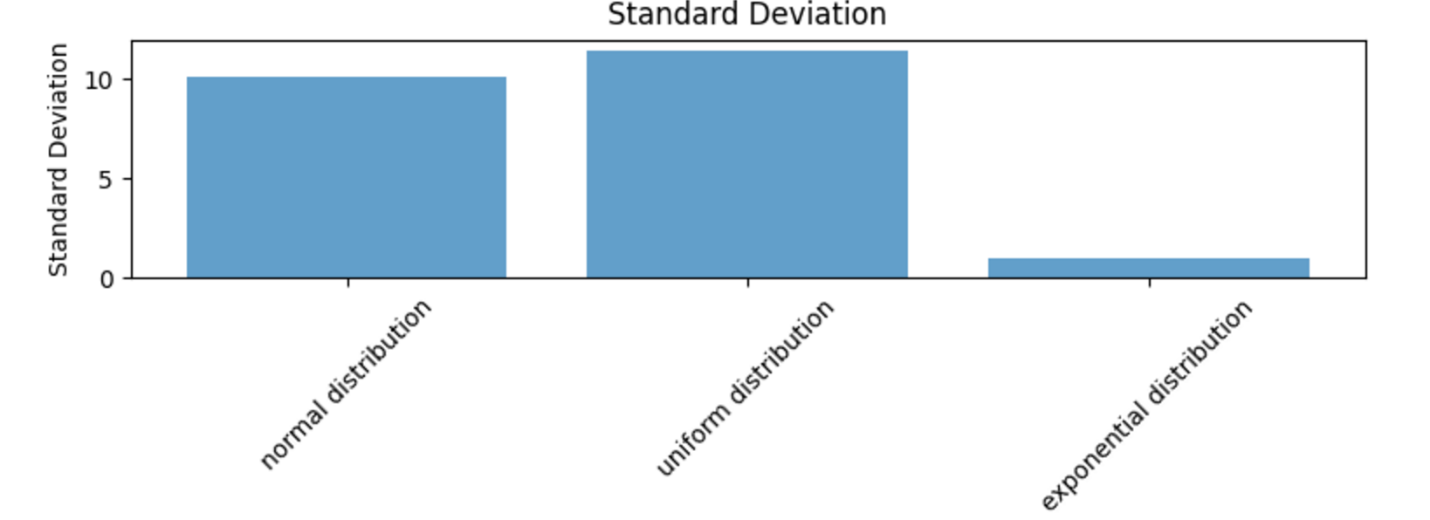 Standard Deviation
Standard Deviation
10
5
0
normal distribution
uniform distribution
exponential distribution